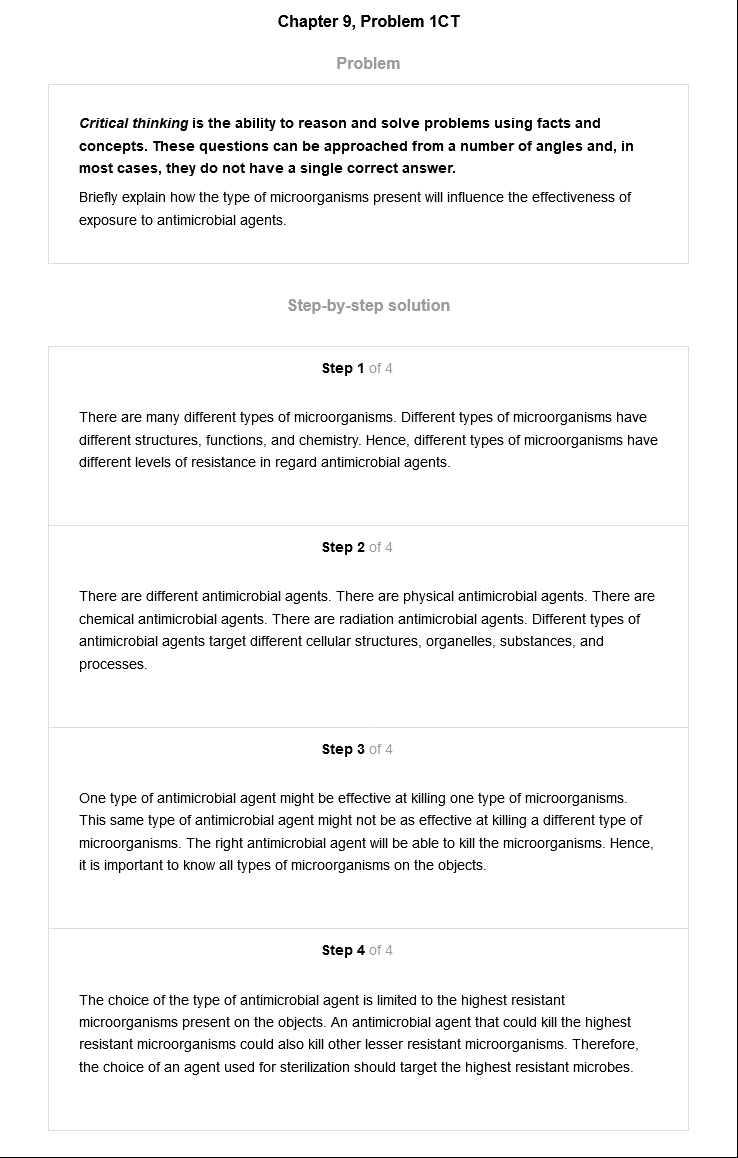 Chapter 9, Problem 1CT
Problem
Critical thinking is the ability to reason and solve problems using facts and
concepts. These questions can be approached from a number of angles and, in
most cases, they do not have a single correct answer.
Briefly explain how the type of microorganisms present will influence the effectiveness of
exposure to antimicrobial agents.
Step-by-step solution
Step 1 of 4
There are many different types of microorganisms. Different types of microorganisms have
different structures, functions, and chemistry. Hence, different types of microorganisms have
different levels of resistance in regard antimicrobial agents.
Step 2 of 4
There are different antimicrobial agents. There are physical antimicrobial agents. There are
chemical antimicrobial agents. There are radiation antimicrobial agents. Different types of
antimicrobial agents target different cellular structures, organelles, substances, and
processes.
Step 3 of 4
One type of antimicrobial agent might be effective at killing one type of microorganisms.
This same type of antimicrobial agent might not be as effective at killing a different type of
microorganisms. The right antimicrobial agent will be able to kill the microorganisms. Hence,
it is important to know all types of microorganisms on the objects.
Step 4 of 4
The choice of the type of antimicrobial agent is limited to the highest resistant
microorganisms present on the objects. An antimicrobial agent that could kill the highest
resistant microorganisms could also kill other lesser resistant microorganisms. Therefore,
the choice of an agent used for sterilization should target the highest resistant microbes.